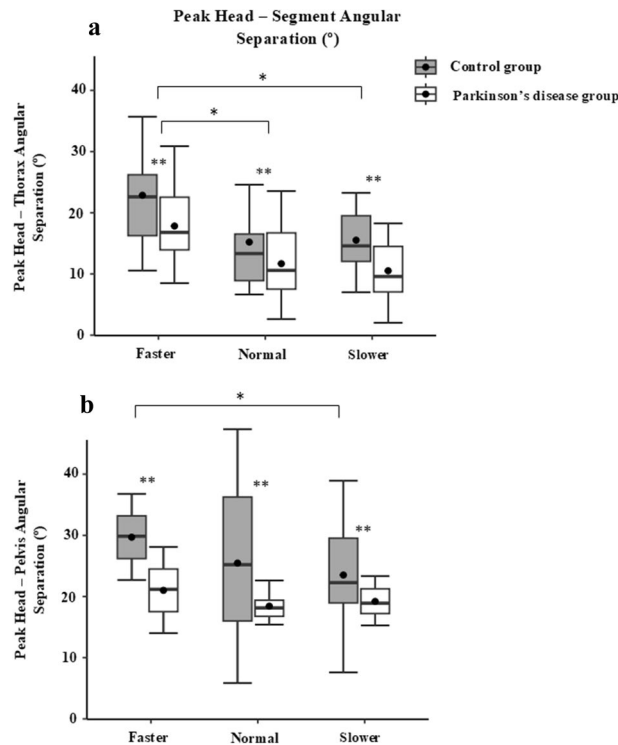 a
Peak Head – Segment Angular
Separation (°)
Control group
Parkinson's disease group
Peak Head – Thorax Angular
Separation (°)
40
30
20
10
0
*
*
**
**
**
Faster
Normal
Slower
b
Peak Head – Pelvis Angular
Separation (°)
40
30
20
10
0
*
**
**
**
Faster
Normal
Slower